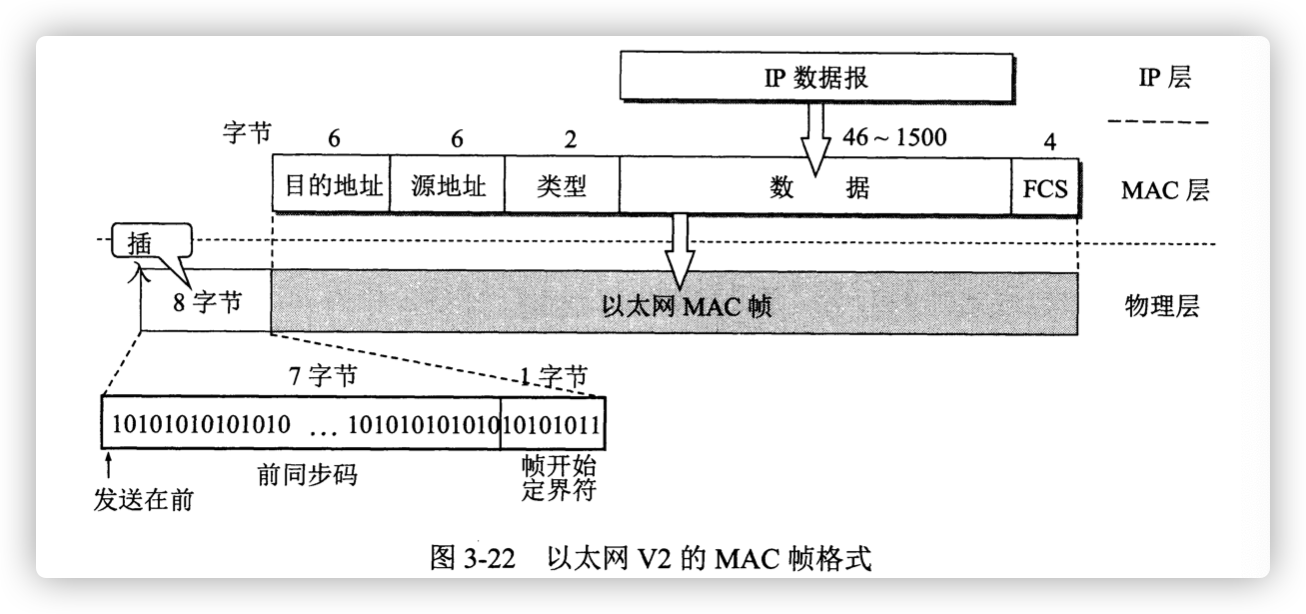 IP 数据报
IP 层
字节 6 6 2 46 ~ 1500 4
目的地址 源地址 类型 数 据 FCS MAC 层
插入
8 字节 以太网 MAC 帧 物理层
7 字节 1 字节
10101010101010 … 101010101010 10101011
前同步码 帧开始
定界符
发送在前
图 3-22 以太网 V2 的 MAC 帧格式